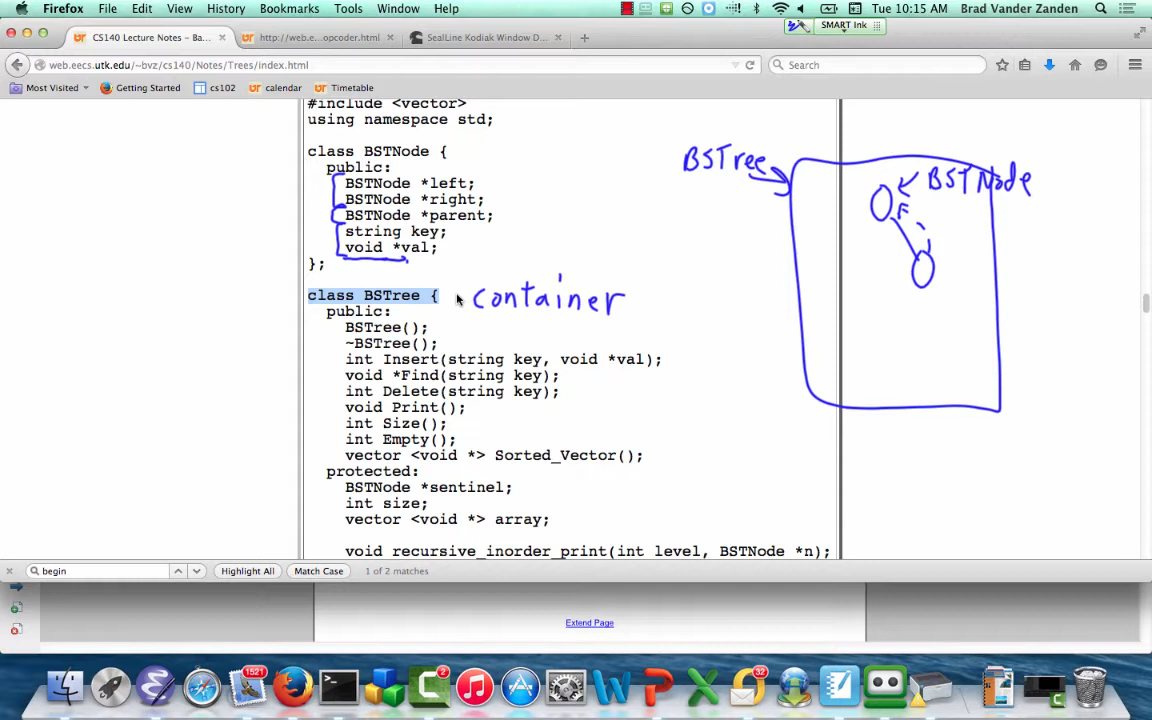 Firefox File Edit View History Bookmarks Tools Window Help Tue 10:15 AM Brad Vander Zanden
SMART Ink
CS140 Lecture Notes - Ba... http://web.e...opcoder.html SealLine Kodiak Window D...
web.eecs.utk.edu/~bvz/cs140/Notes/Trees/index.html Search
Most Visited Getting Started cs102 calendar Timetable
#include <vector>
using namespace std;
class BSTNode {
public:
BSTNode *left;
BSTNode *right;
BSTNode *parent;
string key;
void *val;
};
BSTree
BSTNode
class BSTree { container
public:
BSTree();
~BSTree();
int Insert(string key, void *val);
void *Find(string key);
int Delete(string key);
void Print();
int Size();
int Empty();
vector <void *> Sorted_Vector();
protected:
BSTNode *sentinel;
int size;
vector <void *> array;
void recursive_inorder_print(int level, BSTNode *n);
begin Highlight All Match Case 1 of 2 matches
Extend Page
1521 2 32